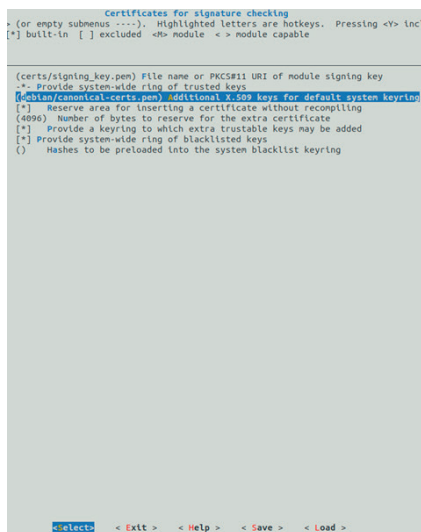 Certificates for signature checking
> (or empty submenus ----). Highlighted letters are hotkeys. Pressing <Y> incl
[*] built-in [ ] excluded <M> module < > module capable
(certs/signing_key.pem) File name or PKCS#11 URI of module signing key
-*- Provide system-wide ring of trusted keys
(debian/canonical-certs.pem) Additional X.509 keys for default system keyring
[*] Reserve area for inserting a certificate without recompiling
(4096) Number of bytes to reserve for the extra certificate
[*] Provide a keyring to which extra trustable keys may be added
[*] Provide system-wide ring of blacklisted keys
() Hashes to be preloaded into the system blacklist keyring
<Select> < Exit > < Help > < Save > < Load >